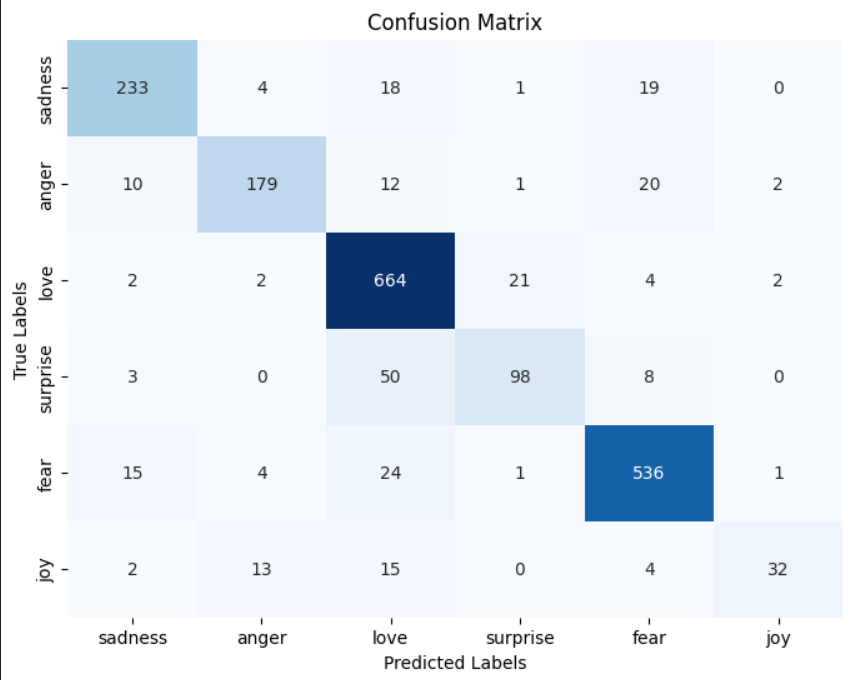 Confusion Matrix
True Labels
sadness 233 4 18 1 19 0
anger 10 179 12 1 20 2
love 2 2 664 21 4 2
surprise 3 0 50 98 8 0
fear 15 4 24 1 536 1
joy 2 13 15 0 4 32
sadness anger love surprise fear joy
Predicted Labels